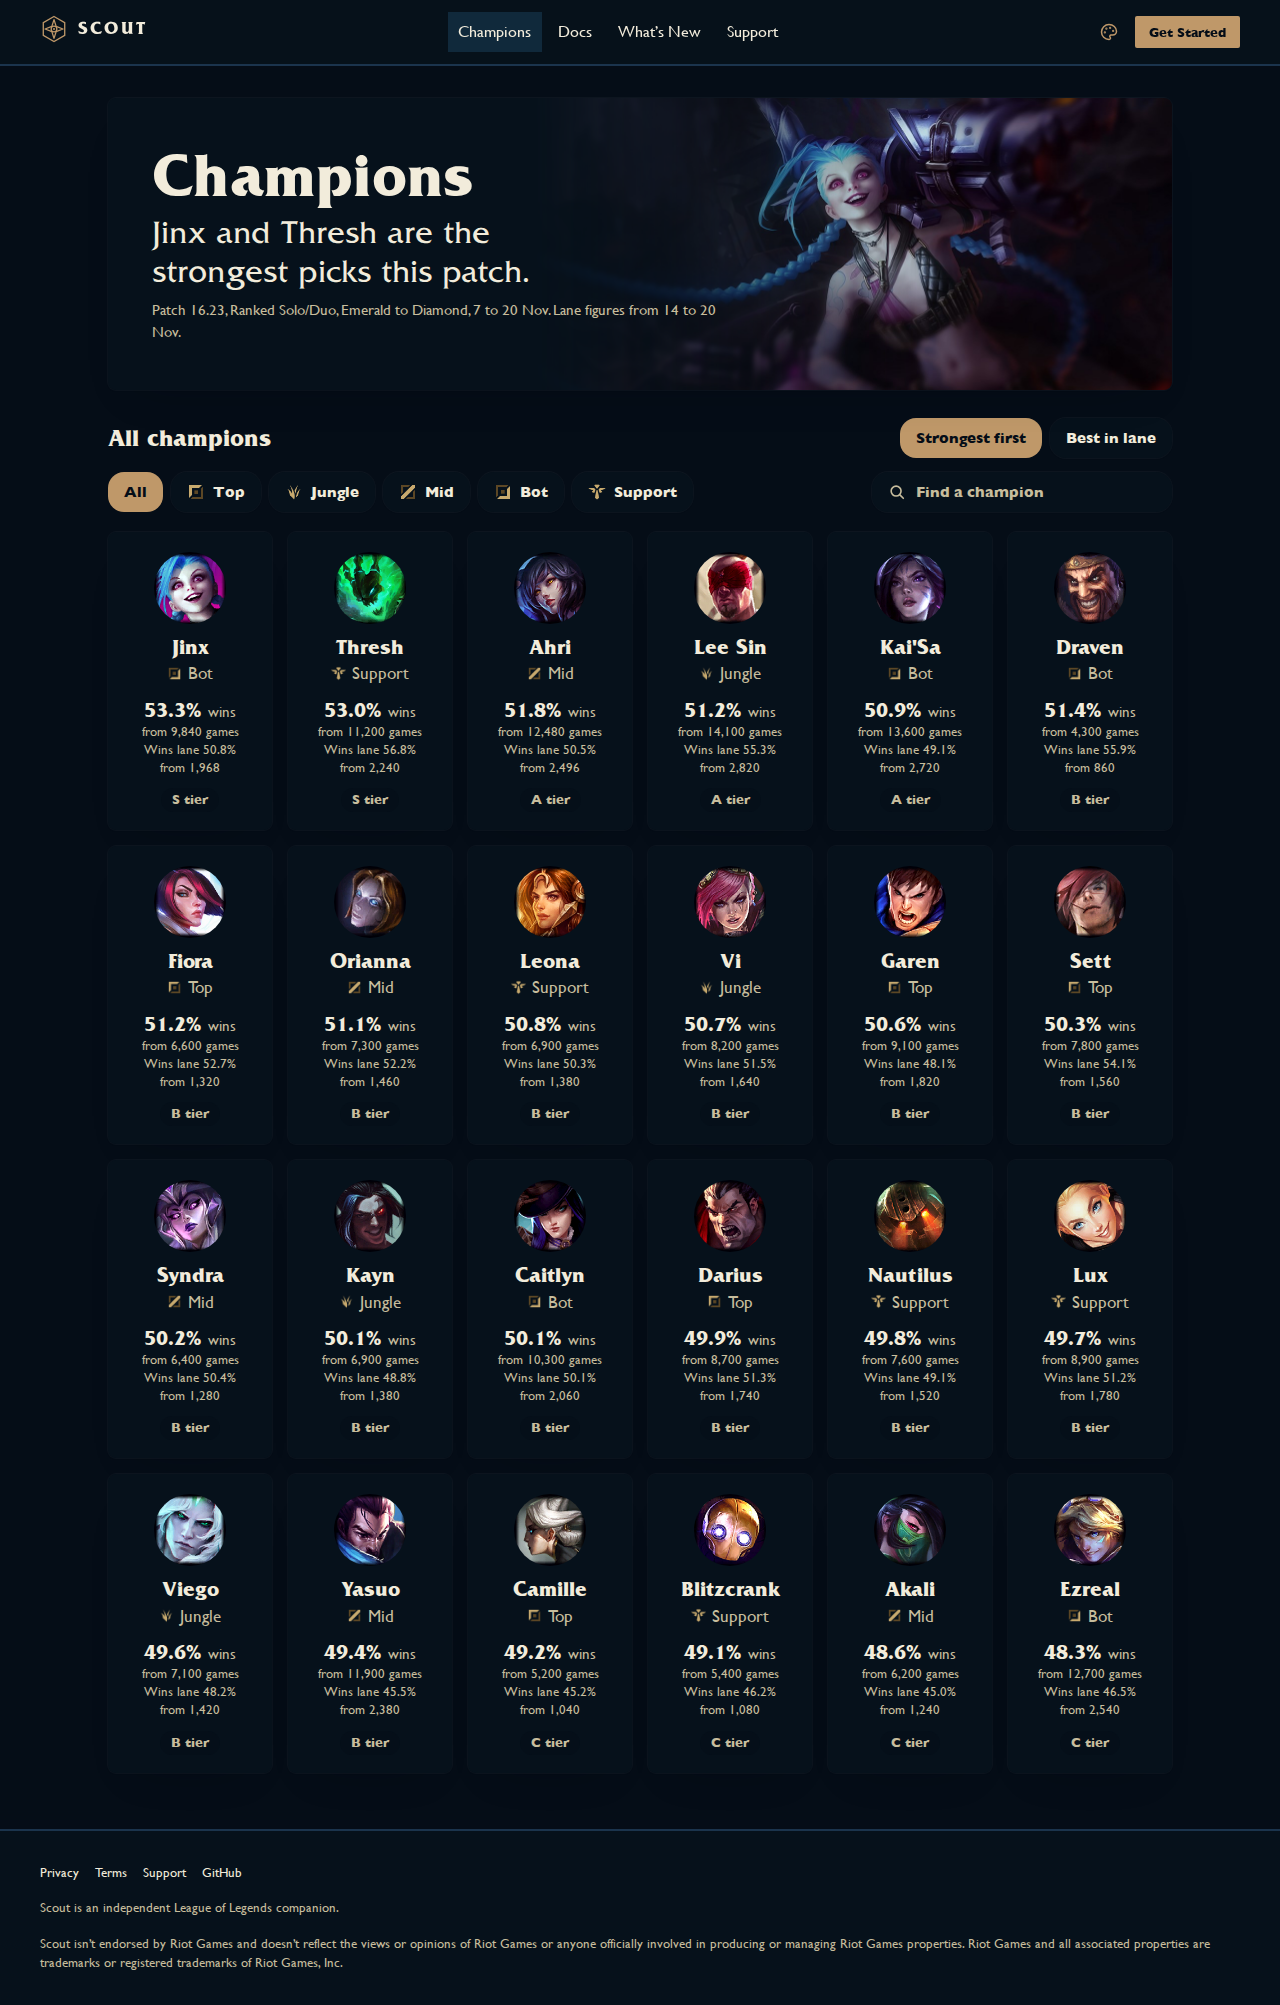 SCOUT
Champions Docs What's New Support
Get Started
Champions
Jinx and Thresh are the
strongest picks this patch.
Patch 16.23, Ranked Solo/Duo, Emerald to Diamond, 7 to 20 Nov. Lane figures from 14 to 20
Nov.
All champions
Strongest first Best in lane
All Top Jungle Mid Bot Support
Find a champion
Jinx Thresh Ahri Lee Sin Kai'Sa Draven
Bot Support Mid Jungle Bot Bot
53.3% wins 53.0% wins 51.8% wins 51.2% wins 50.9% wins 51.4% wins
from 9,840 games from 11,200 games from 12,480 games from 14,100 games from 13,600 games from 4,300 games
Wins lane 50.8% Wins lane 56.8% Wins lane 50.5% Wins lane 55.3% Wins lane 49.1% Wins lane 55.9%
from 1,968 from 2,240 from 2,496 from 2,820 from 2,720 from 860
S tier S tier A tier A tier A tier B tier
Fiora Orianna Leona Vi Garen Sett
Top Mid Support Jungle Top Top
51.2% wins 51.1% wins 50.8% wins 50.7% wins 50.6% wins 50.3% wins
from 6,600 games from 7,300 games from 6,900 games from 8,200 games from 9,100 games from 7,800 games
Wins lane 52.7% Wins lane 52.2% Wins lane 50.3% Wins lane 51.5% Wins lane 48.1% Wins lane 54.1%
from 1,320 from 1,460 from 1,380 from 1,640 from 1,820 from 1,560
B tier B tier B tier B tier B tier B tier
Syndra Kayn Caitlyn Darius Nautilus Lux
Mid Jungle Bot Top Support Support
50.2% wins 50.1% wins 50.1% wins 49.9% wins 49.8% wins 49.7% wins
from 6,400 games from 6,900 games from 10,300 games from 8,700 games from 7,600 games from 8,900 games
Wins lane 50.4% Wins lane 48.8% Wins lane 50.1% Wins lane 51.3% Wins lane 49.1% Wins lane 51.2%
from 1,280 from 1,380 from 2,060 from 1,740 from 1,520 from 1,780
B tier B tier B tier B tier B tier B tier
Viego Yasuo Camille Blitzcrank Akali Ezreal
Jungle Mid Top Support Mid Bot
49.6% wins 49.4% wins 49.2% wins 49.1% wins 48.6% wins 48.3% wins
from 7,100 games from 11,900 games from 5,200 games from 5,400 games from 6,200 games from 12,700 games
Wins lane 48.2% Wins lane 45.5% Wins lane 45.2% Wins lane 46.2% Wins lane 45.0% Wins lane 46.5%
from 1,420 from 2,380 from 1,040 from 1,080 from 1,240 from 2,540
B tier B tier C tier C tier C tier C tier
Privacy Terms Support GitHub
Scout is an independent League of Legends companion.
Scout isn't endorsed by Riot Games and doesn't reflect the views or opinions of Riot Games or anyone officially involved in producing or managing Riot Games properties. Riot Games and all associated properties are
trademarks or registered trademarks of Riot Games, Inc.